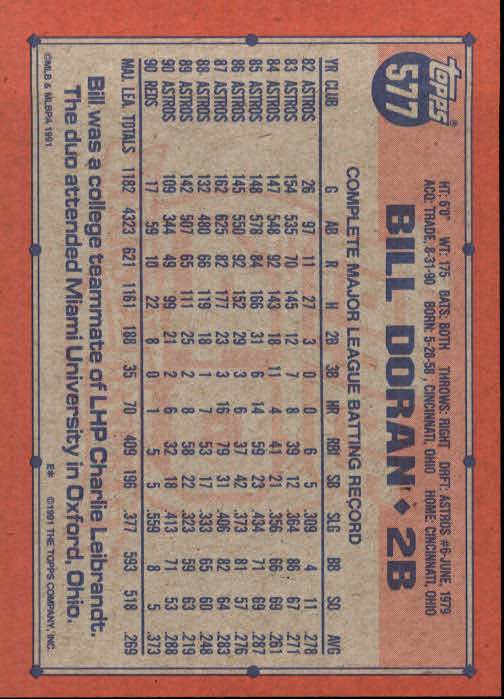 topps®
577
BILL DORAN ◆ 2B
HT: 6'0" WT: 175 BATS: BOTH THROWS: RIGHT DRFT: ASTROS #6-JUNE, 1979
ACQ: TRADE, 8-31-90 BORN: 5-28-58, CINCINNATI, OHIO HOME: CINCINNATI, OHIO
COMPLETE MAJOR LEAGUE BATTING RECORD
YR CLUB G AB R H 2B 3B HR RBI SB SLG BB SO AVG
82 ASTROS 26 97 11 27 3 0 0 6 5 .309 4 11 .278
83 ASTROS 154 535 70 145 12 7 8 39 12 .364 86 67 .271
84 ASTROS 147 548 92 143 18 11 4 41 21 .356 66 69 .261
85 ASTROS 148 578 84 166 31 6 14 59 23 .434 71 69 .287
86 ASTROS 145 550 92 152 29 3 6 37 42 .373 81 57 .276
87 ASTROS 162 625 82 177 23 3 16 79 31 .406 82 64 .283
88 ASTROS 132 480 66 119 18 1 7 53 17 .333 65 60 .248
89 ASTROS 142 507 65 111 25 2 8 58 22 .323 59 63 .219
90 ASTROS 109 344 49 99 21 2 6 32 18 .413 71 53 .288
90 REDS 17 59 10 22 8 0 1 5 5 .559 8 5 .373
MAJ. LEA. TOTALS 1182 4323 621 1161 188 35 70 409 196 .377 593 518 .269
Bill was a college teammate of LHP Charlie Leibrandt.
The duo attended Miami University in Oxford, Ohio.
©MLB & MLBPA 1991 E* ©1991 THE TOPPS COMPANY, INC.